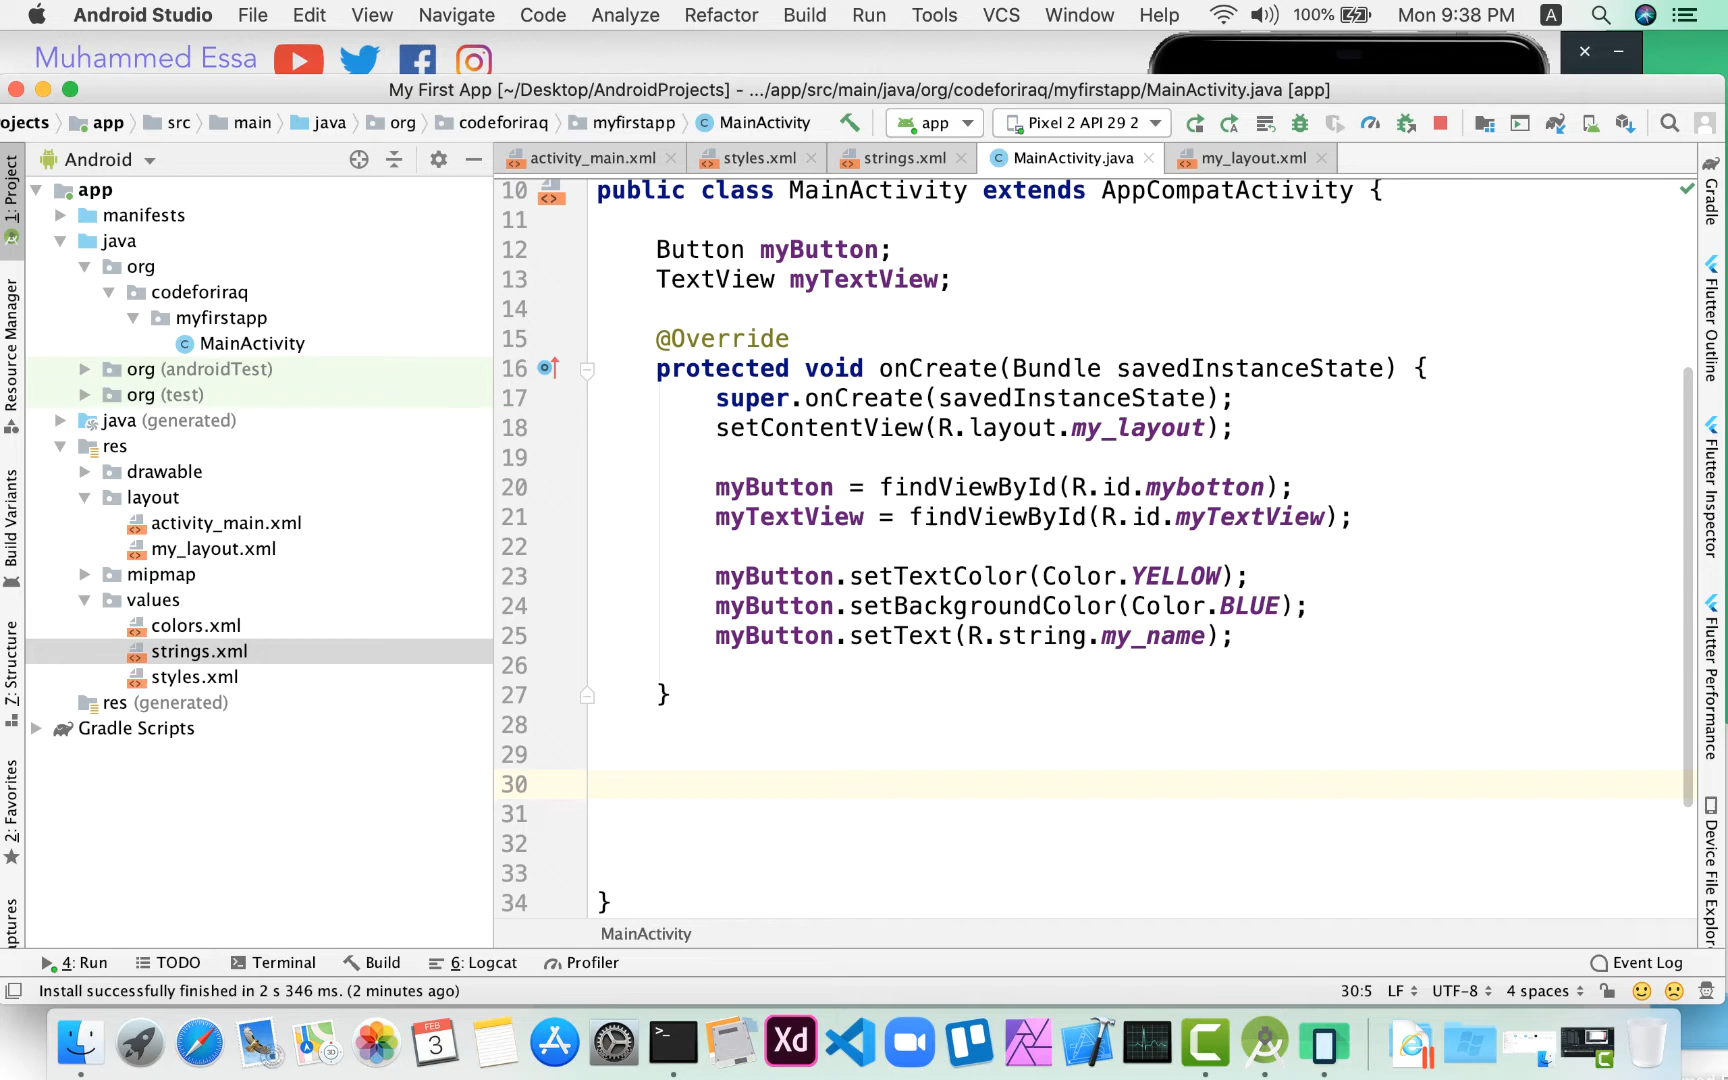 Android Studio File Edit View Navigate Code Analyze Refactor Build Run Tools VCS Window Help 100% Mon 9:38 PM A
Muhammed Essa
My First App [~/Desktop/AndroidProjects] - .../app/src/main/java/org/codeforiraq/myfirstapp/MainActivity.java [app]
ojects app src main java org codeforiraq myfirstapp MainActivity app Pixel 2 API 29 2
Android
activity_main.xml styles.xml strings.xml MainActivity.java my_layout.xml
1: Project
Resource Manager
Build Variants
7: Structure
2: Favorites
aptures
app
manifests
java
org
codeforiraq
myfirstapp
MainActivity
org (androidTest)
org (test)
java (generated)
res
drawable
layout
activity_main.xml
my_layout.xml
mipmap
values
colors.xml
strings.xml
styles.xml
res (generated)
Gradle Scripts
10 public class MainActivity extends AppCompatActivity {
11
12 Button myButton;
13 TextView myTextView;
14
15 @Override
16 protected void onCreate(Bundle savedInstanceState) {
17 super.onCreate(savedInstanceState);
18 setContentView(R.layout.my_layout);
19
20 myButton = findViewById(R.id.mybotton);
21 myTextView = findViewById(R.id.myTextView);
22
23 myButton.setTextColor(Color.YELLOW);
24 myButton.setBackgroundColor(Color.BLUE);
25 myButton.setText(R.string.my_name);
26
27 }
28
29
30
31
32
33
34 }
MainActivity
Gradle
Flutter Outline
Flutter Inspector
Flutter Performance
Device File Explor
4: Run TODO Terminal Build 6: Logcat Profiler Event Log
Install successfully finished in 2 s 346 ms. (2 minutes ago) 30:5 LF UTF-8 4 spaces
FEB
3
3D
>_
Xd